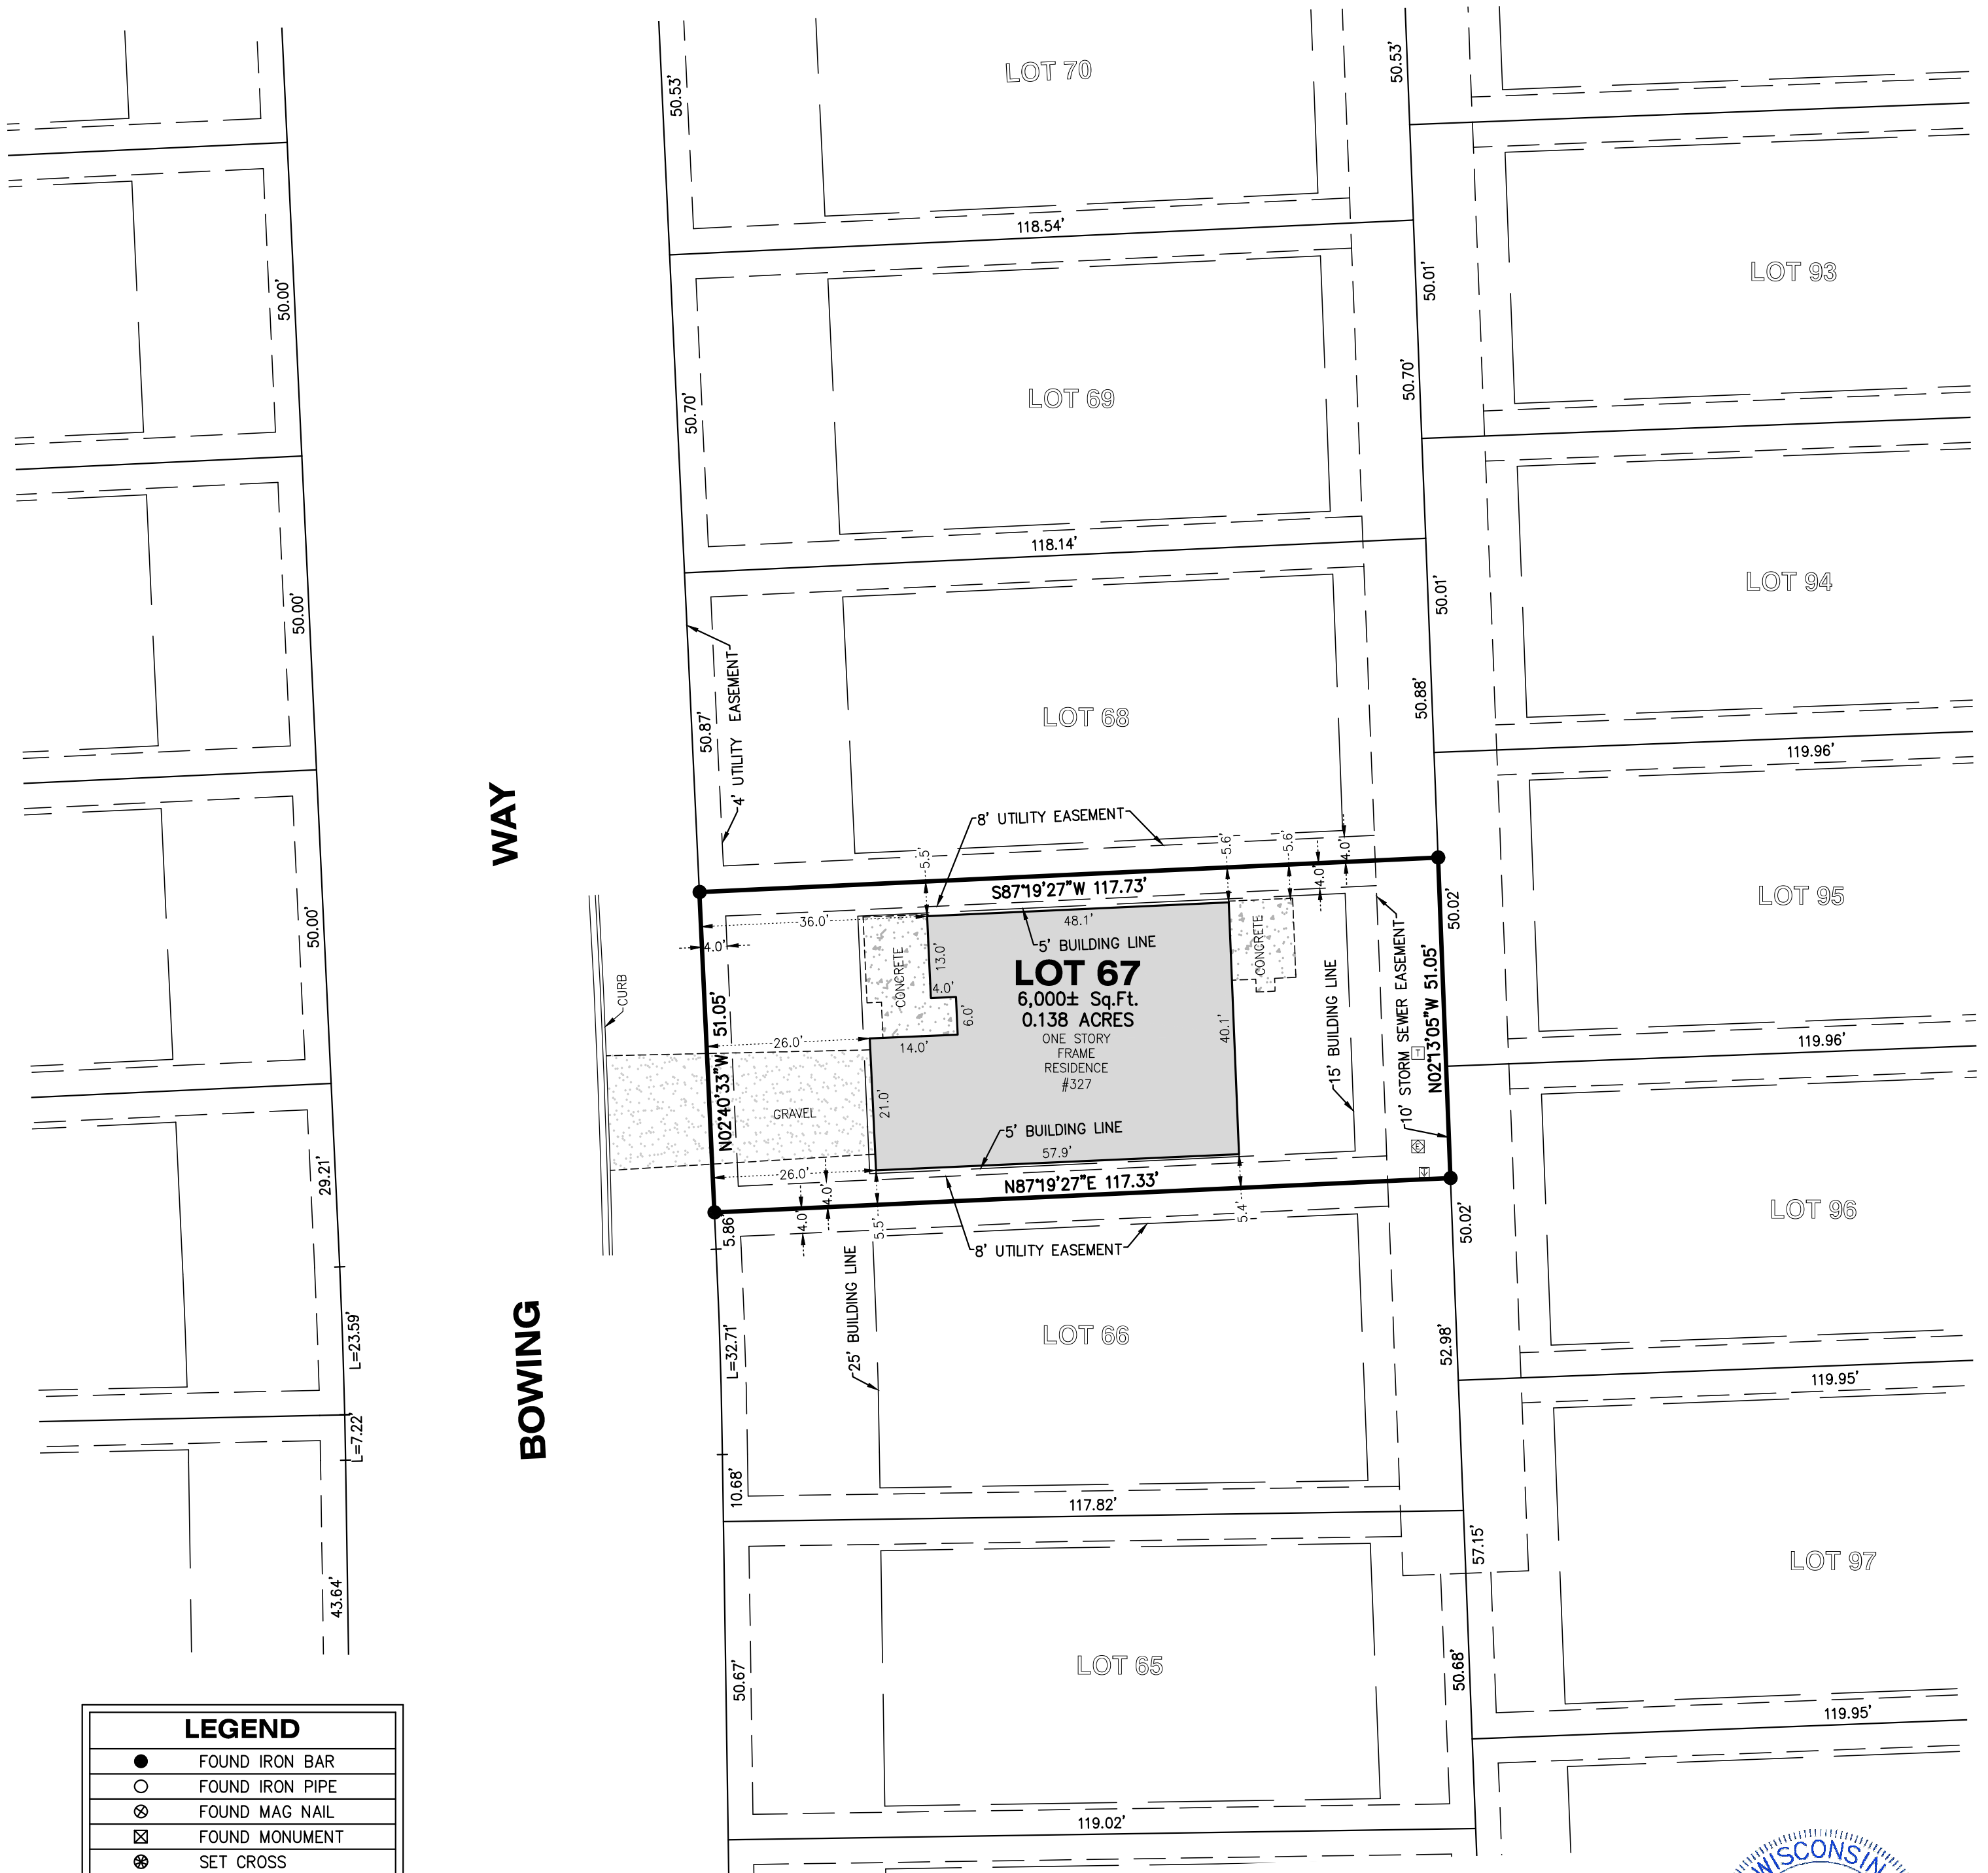 50.53'
LOT 70
50.53'
118.54'
50.00'
50.01'
LOT 93
50.70'
LOT 69
50.70'
118.14'
50.00'
50.01'
LOT 94
4' UTILITY EASEMENT
50.87'
LOT 68
50.88'
119.96'
WAY
8' UTILITY EASEMENT
5.5'
5.6'
5.6'
4.0'
4.0'
S87°19'27"W 117.73'
50.02'
LOT 95
50.00'
36.0'
48.1'
4.0'
13.0'
5' BUILDING LINE
CONCRETE
CONCRETE
LOT 67
6,000± Sq.Ft.
0.138 ACRES
ONE STORY
FRAME
RESIDENCE
#327
4.0'
6.0'
14.0'
40.1'
CURB
N02°40'33"W 51.05'
26.0'
21.0'
GRAVEL
15' BUILDING LINE
10' STORM SEWER EASEMENT
T
E
N02°13'05"W 51.05'
119.96'
5' BUILDING LINE
57.9'
26.0'
N87°19'27"E 117.33'
4.0'
4.0'
5.5'
5.4'
29.21'
5.86'
50.02'
LOT 96
8' UTILITY EASEMENT
25' BUILDING LINE
BOWING
L=23.59'
L=32.71'
LOT 66
52.98'
119.95'
L=7.22'
10.68'
117.82'
57.15'
LOT 97
43.64'
50.67'
LOT 65
50.68'
119.95'
119.02'
LEGEND
FOUND IRON BAR
FOUND IRON PIPE
FOUND MAG NAIL
FOUND MONUMENT
SET CROSS
WISCONSIN